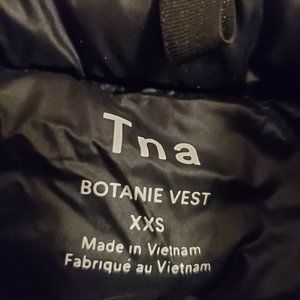 Tna
BOTANIE VEST
XXS
Made in Vietnam
Fabriqué au Vietnam